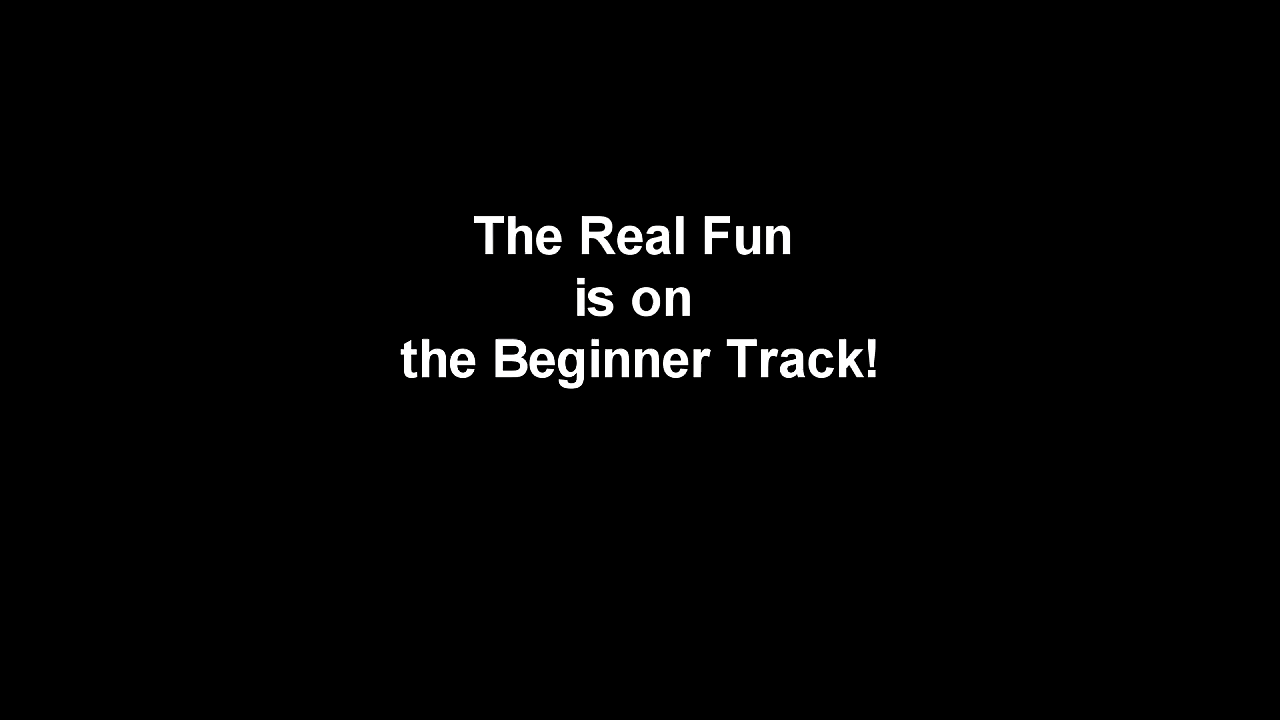 The Real Fun
is on
the Beginner Track!